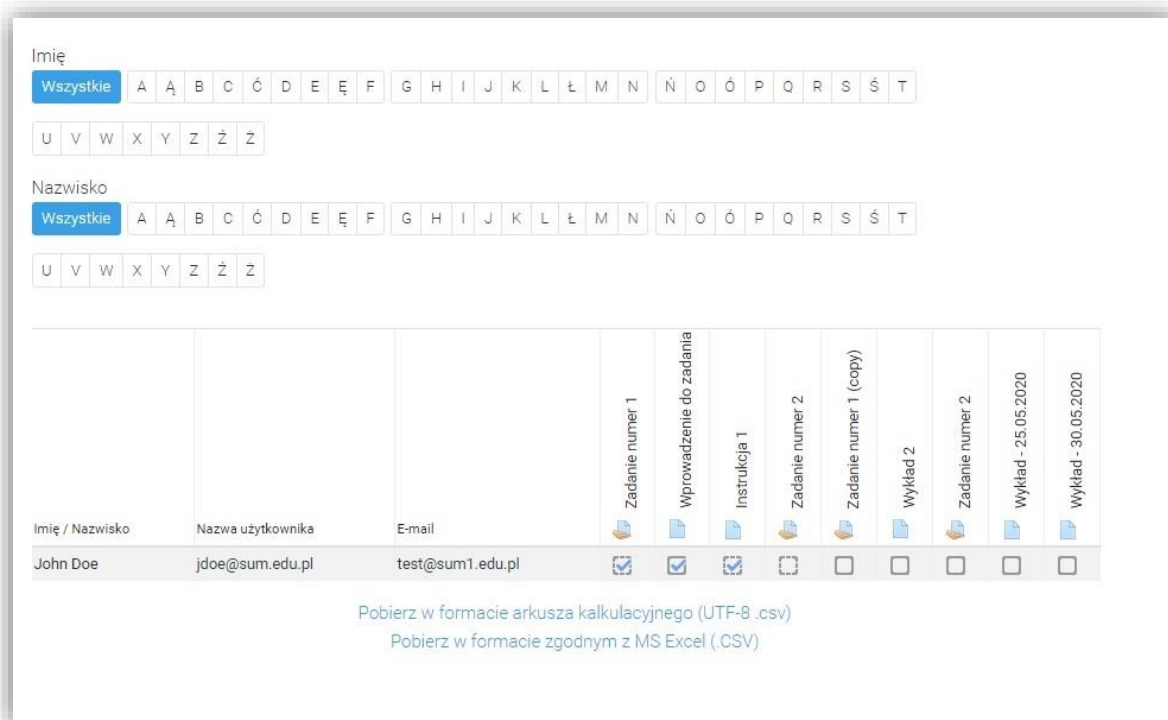 Imię
Wszystkie A Ą B C Ć D E Ę F G H I J K L Ł M N Ń O Ó P Q R S Ś T
U V W X Y Z Ź Ż
Nazwisko
Wszystkie A Ą B C Ć D E Ę F G H I J K L Ł M N Ń O Ó P Q R S Ś T
U V W X Y Z Ź Ż
Imię / Nazwisko
Nazwa użytkownika
E-mail
Zadanie numer 1
Wprowadzenie do zadania
Instrukcja 1
Zadanie numer 2
Zadanie numer 1 (copy)
Wykład 2
Zadanie numer 2
Wykład - 25.05.2020
Wykład - 30.05.2020
John Doe jdoe@sum.edu.pl test@sum1.edu.pl
Pobierz w formacie arkusza kalkulacyjnego (UTF-8 .csv)
Pobierz w formacie zgodnym z MS Excel (.CSV)